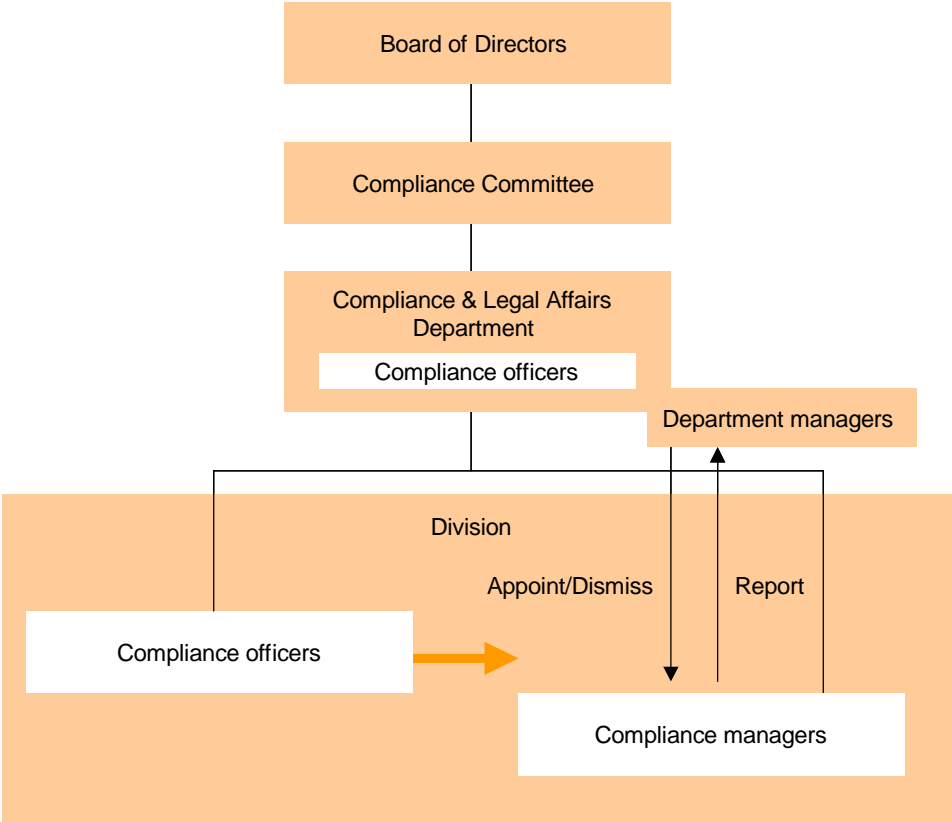 Board of Directors
Compliance Committee
Compliance & Legal Affairs
Department
Compliance officers
Department managers
Division
Appoint/Dismiss
Report
Compliance officers
Compliance managers